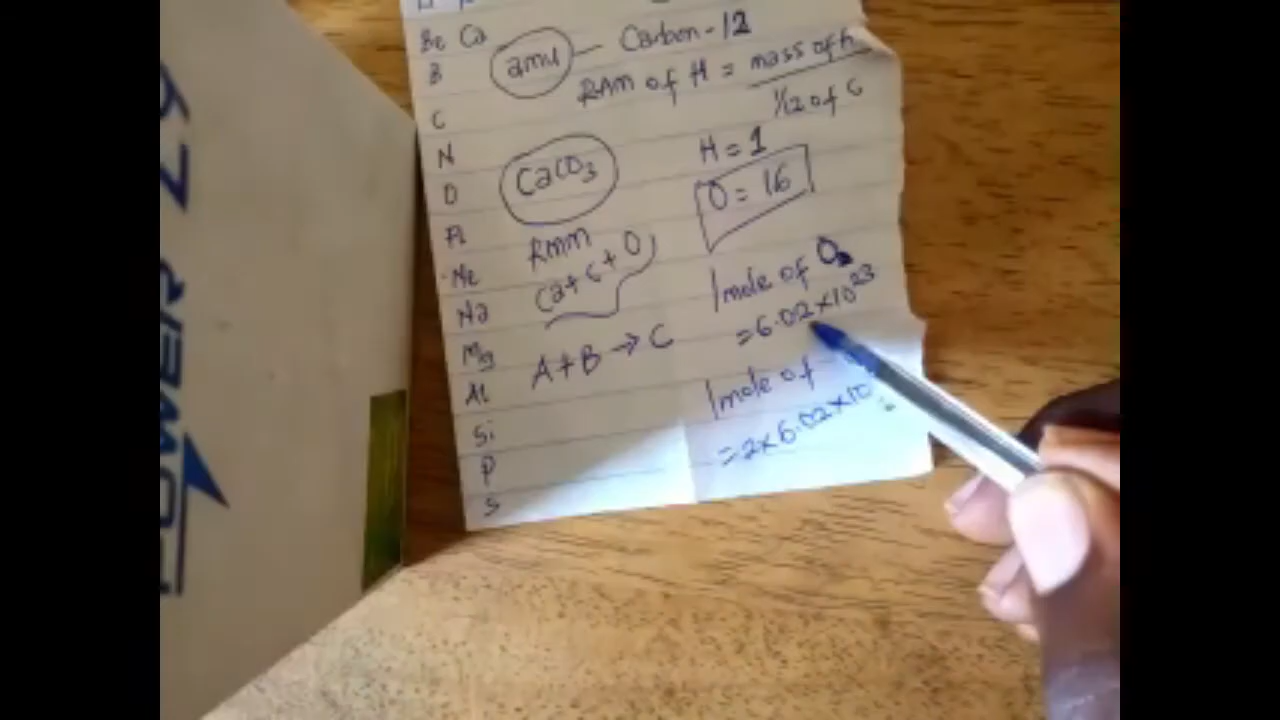 Be Ca
B
C
N
O
Fl
Ne
Na
Mg
Al
Si
P
S
amu — Carbon-12
RAM of H = mass of h
1/12 of C
CaCO3
H = 1
O = 16
RMM
Ca + C + O
1 mole of O2
= 6.02 × 10^23
A + B → C
1 mole of
= 2 × 6.02 × 10